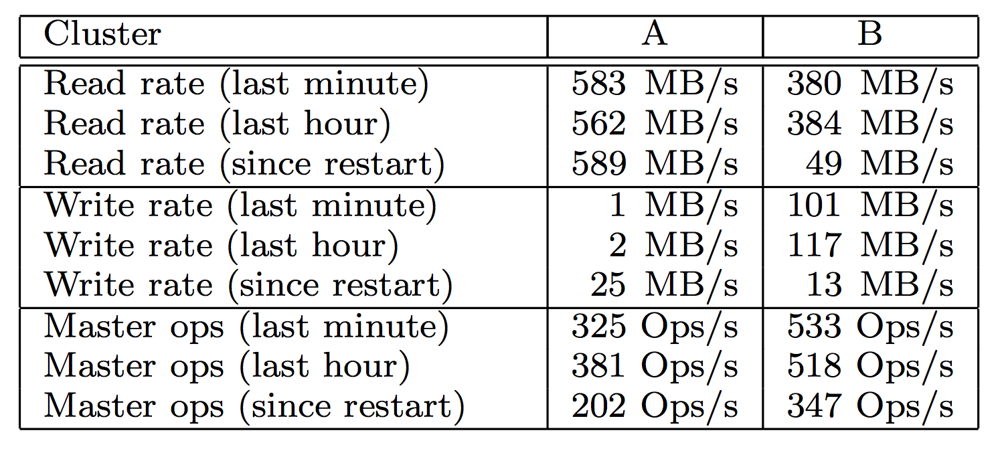 Cluster A B
Read rate (last minute) 583 MB/s 380 MB/s
Read rate (last hour) 562 MB/s 384 MB/s
Read rate (since restart) 589 MB/s 49 MB/s
Write rate (last minute) 1 MB/s 101 MB/s
Write rate (last hour) 2 MB/s 117 MB/s
Write rate (since restart) 25 MB/s 13 MB/s
Master ops (last minute) 325 Ops/s 533 Ops/s
Master ops (last hour) 381 Ops/s 518 Ops/s
Master ops (since restart) 202 Ops/s 347 Ops/s